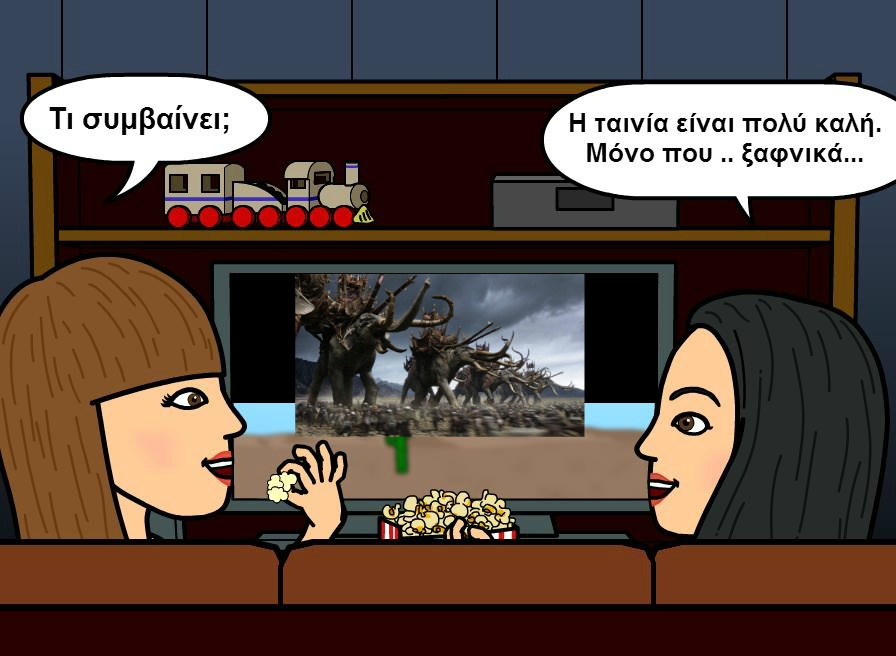 Τι συμβαίνει;
Η ταινία είναι πολύ καλή.
Μόνο που .. ξαφνικά...